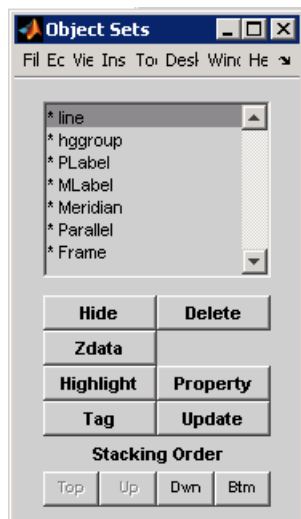 Object Sets
Fil Ec Vie Ins To Desl Winc He
* line
* hggroup
* PLabel
* MLabel
* Meridian
* Parallel
* Frame
Hide Delete
Zdata
Highlight Property
Tag Update
Stacking Order
Top Up Dwn Btm